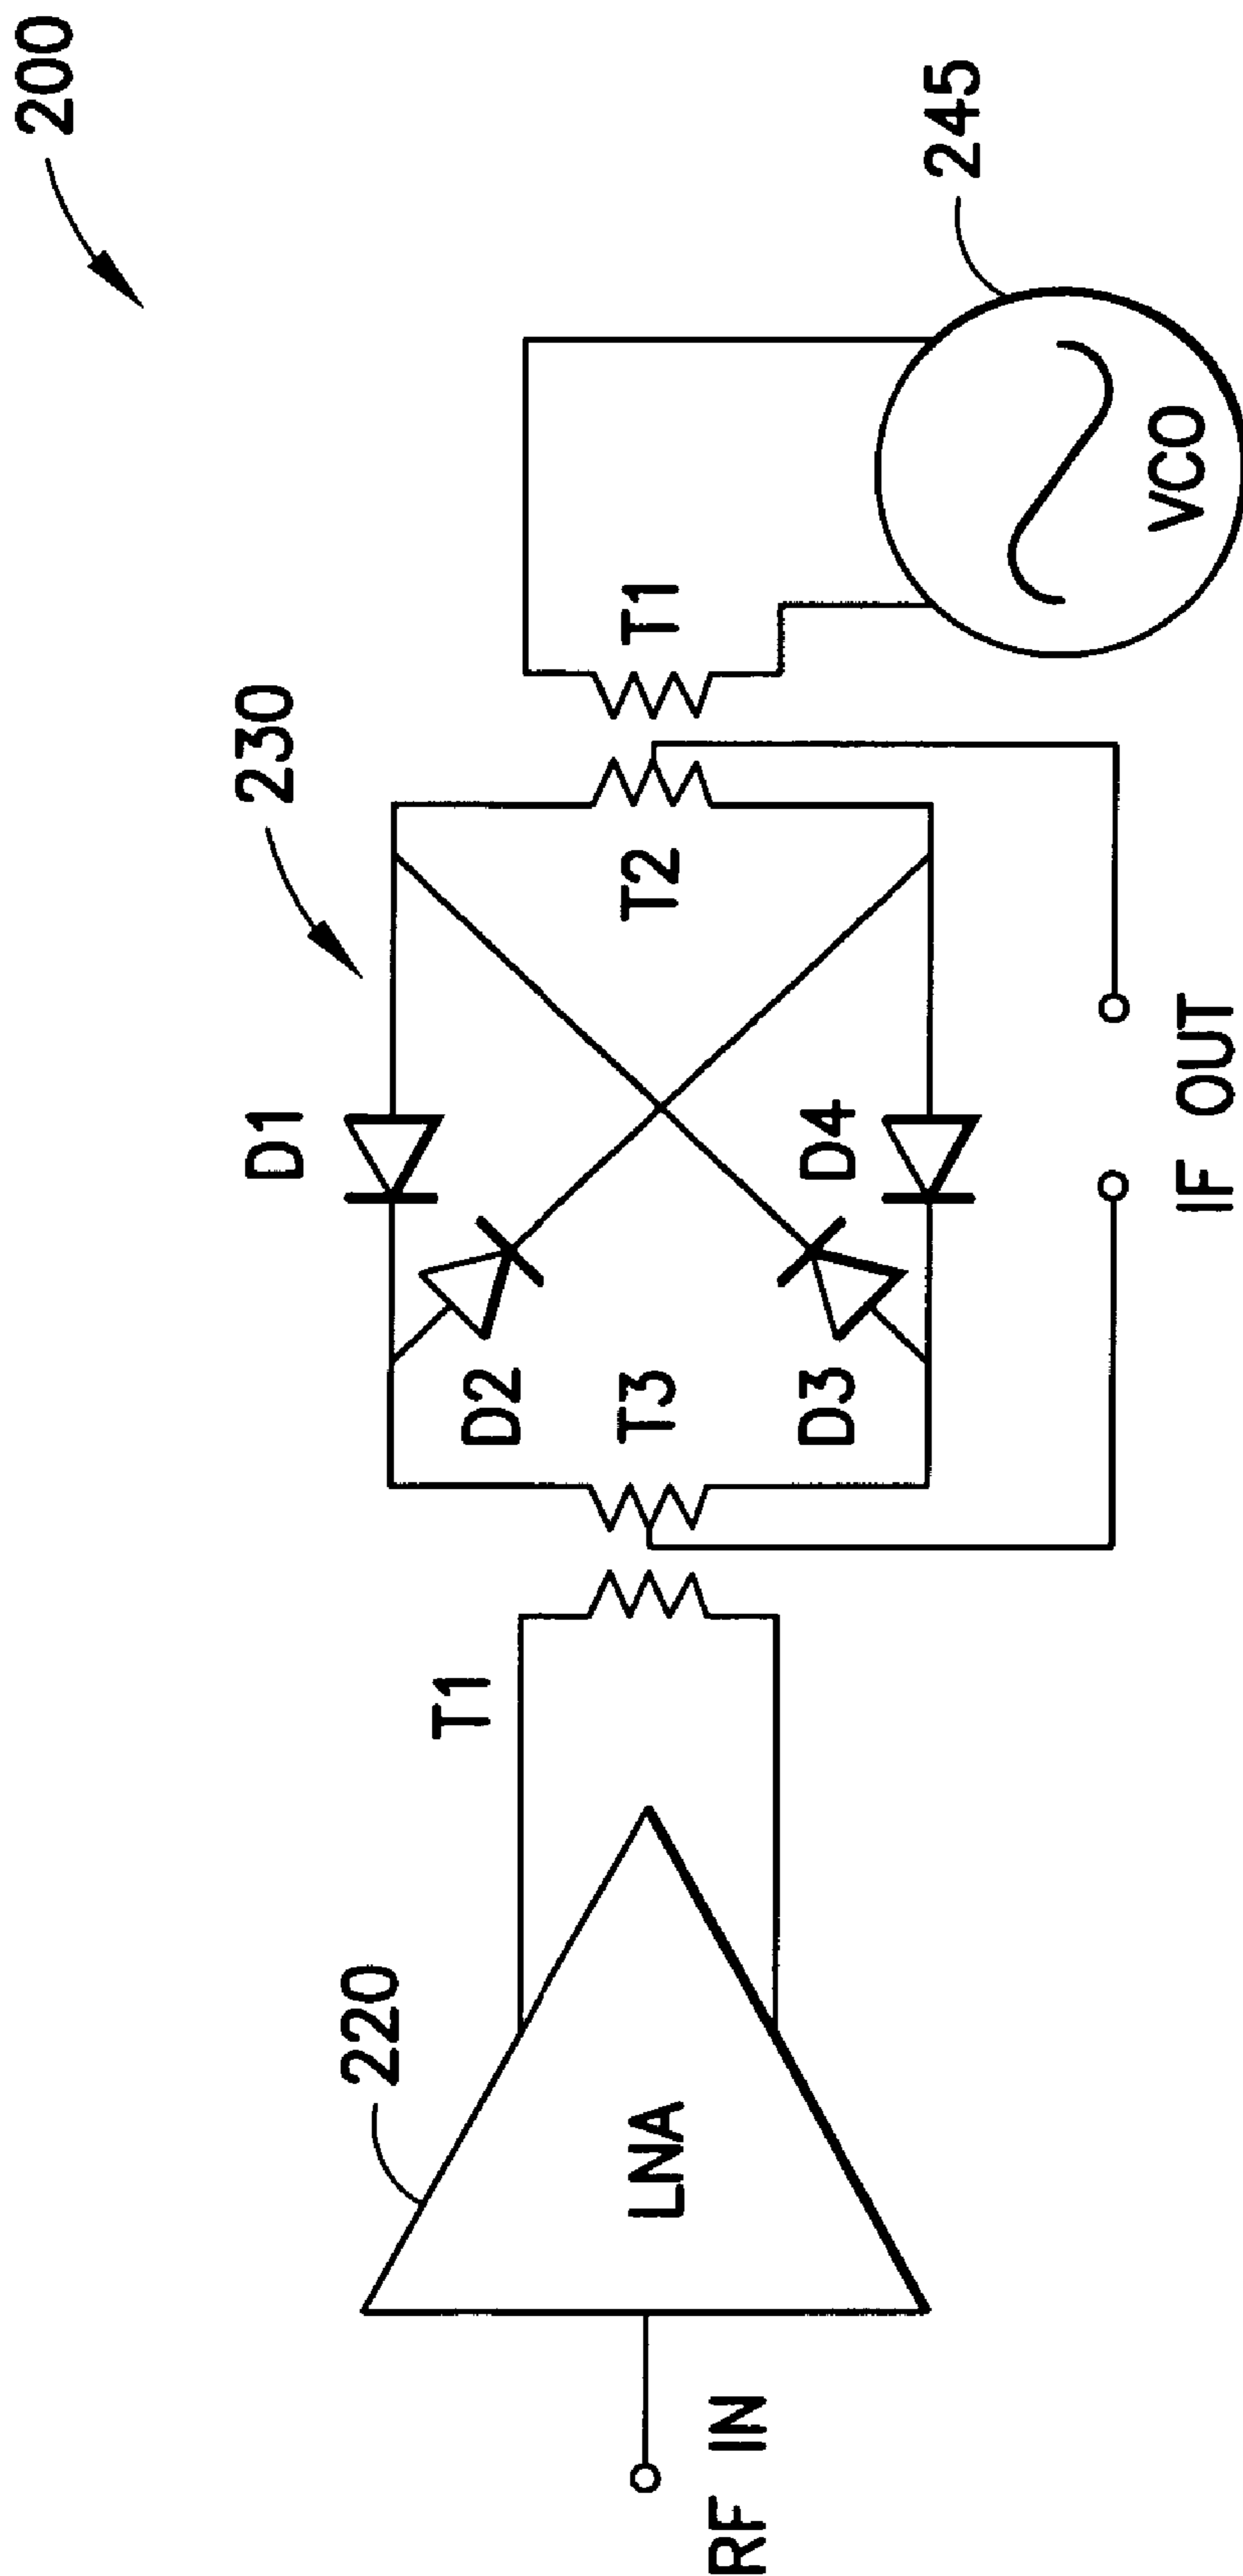 200
230
245
220
D1
T1
T1
T2
D2
T3
D4
D3
LNA
VCO
RF IN
IF OUT